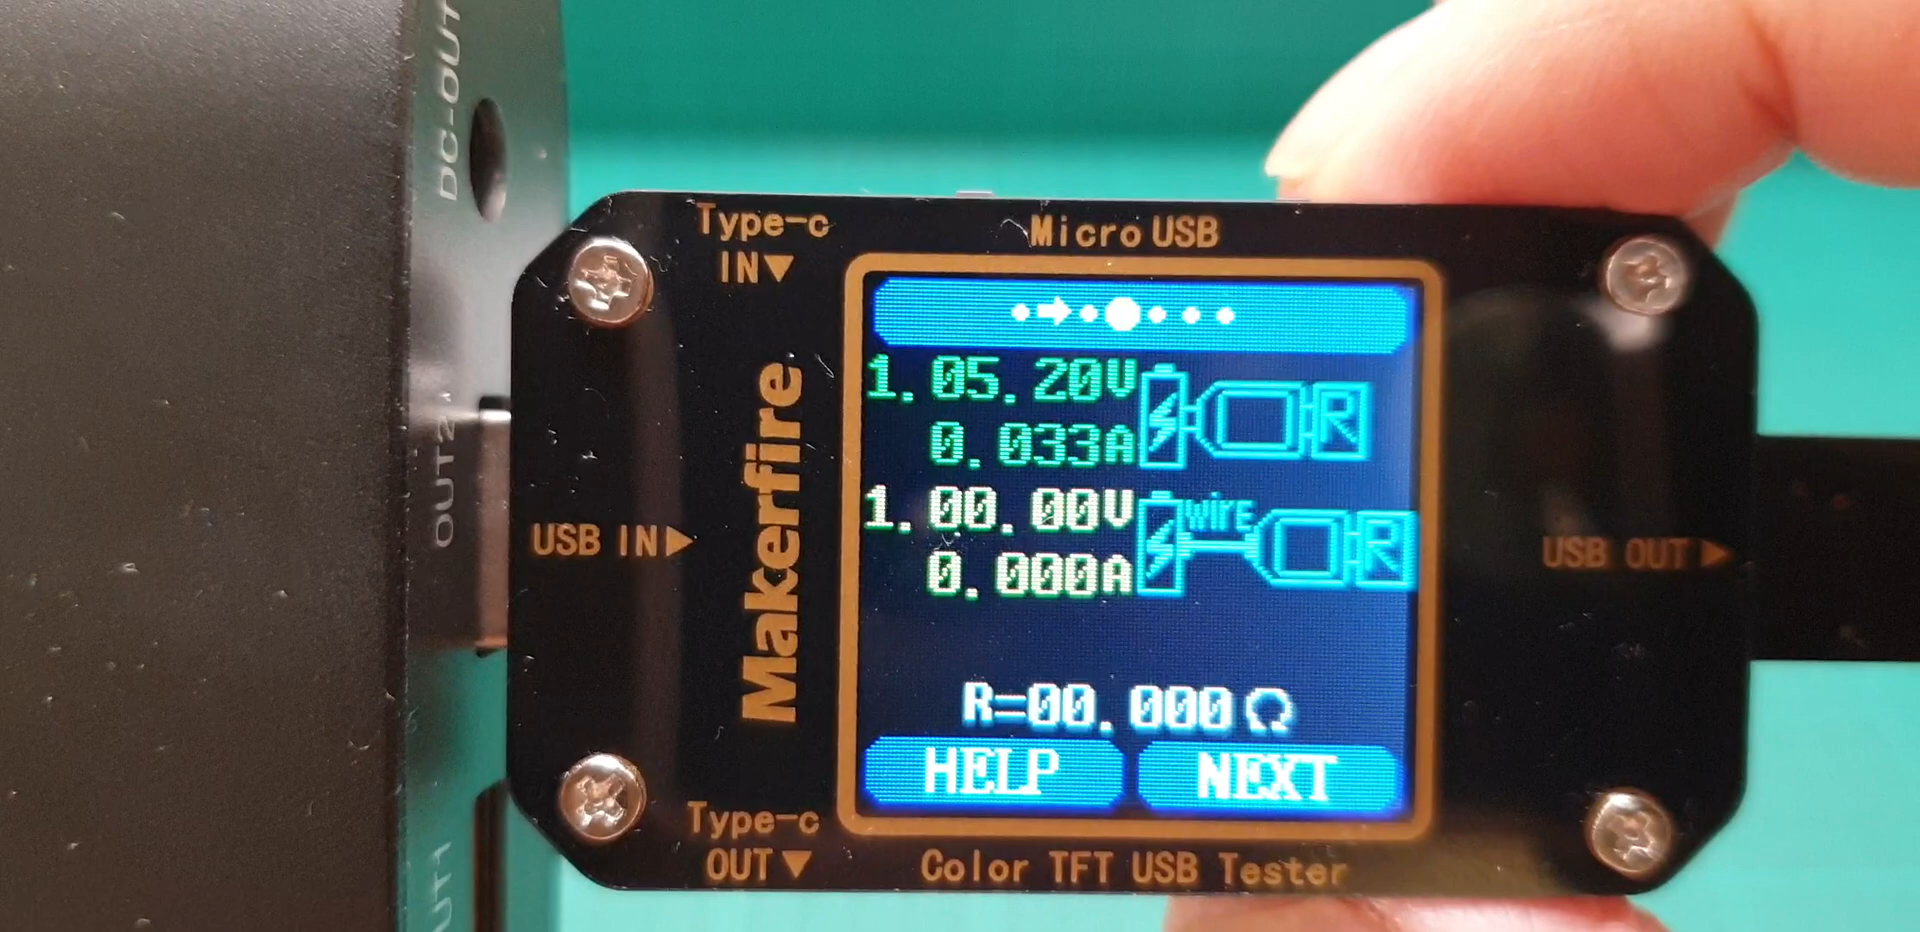 DC-OUT
OUT2
Type-c
IN▼
Micro USB
1.05.20V
0.033A
R
1.00.00V
wirE
0.000A
R
Makerfire
USB IN▶
USB OUT ▶
R=00.000Ω
HELP
NEXT
Type-c
OUT▼
Color TFT USB Tester